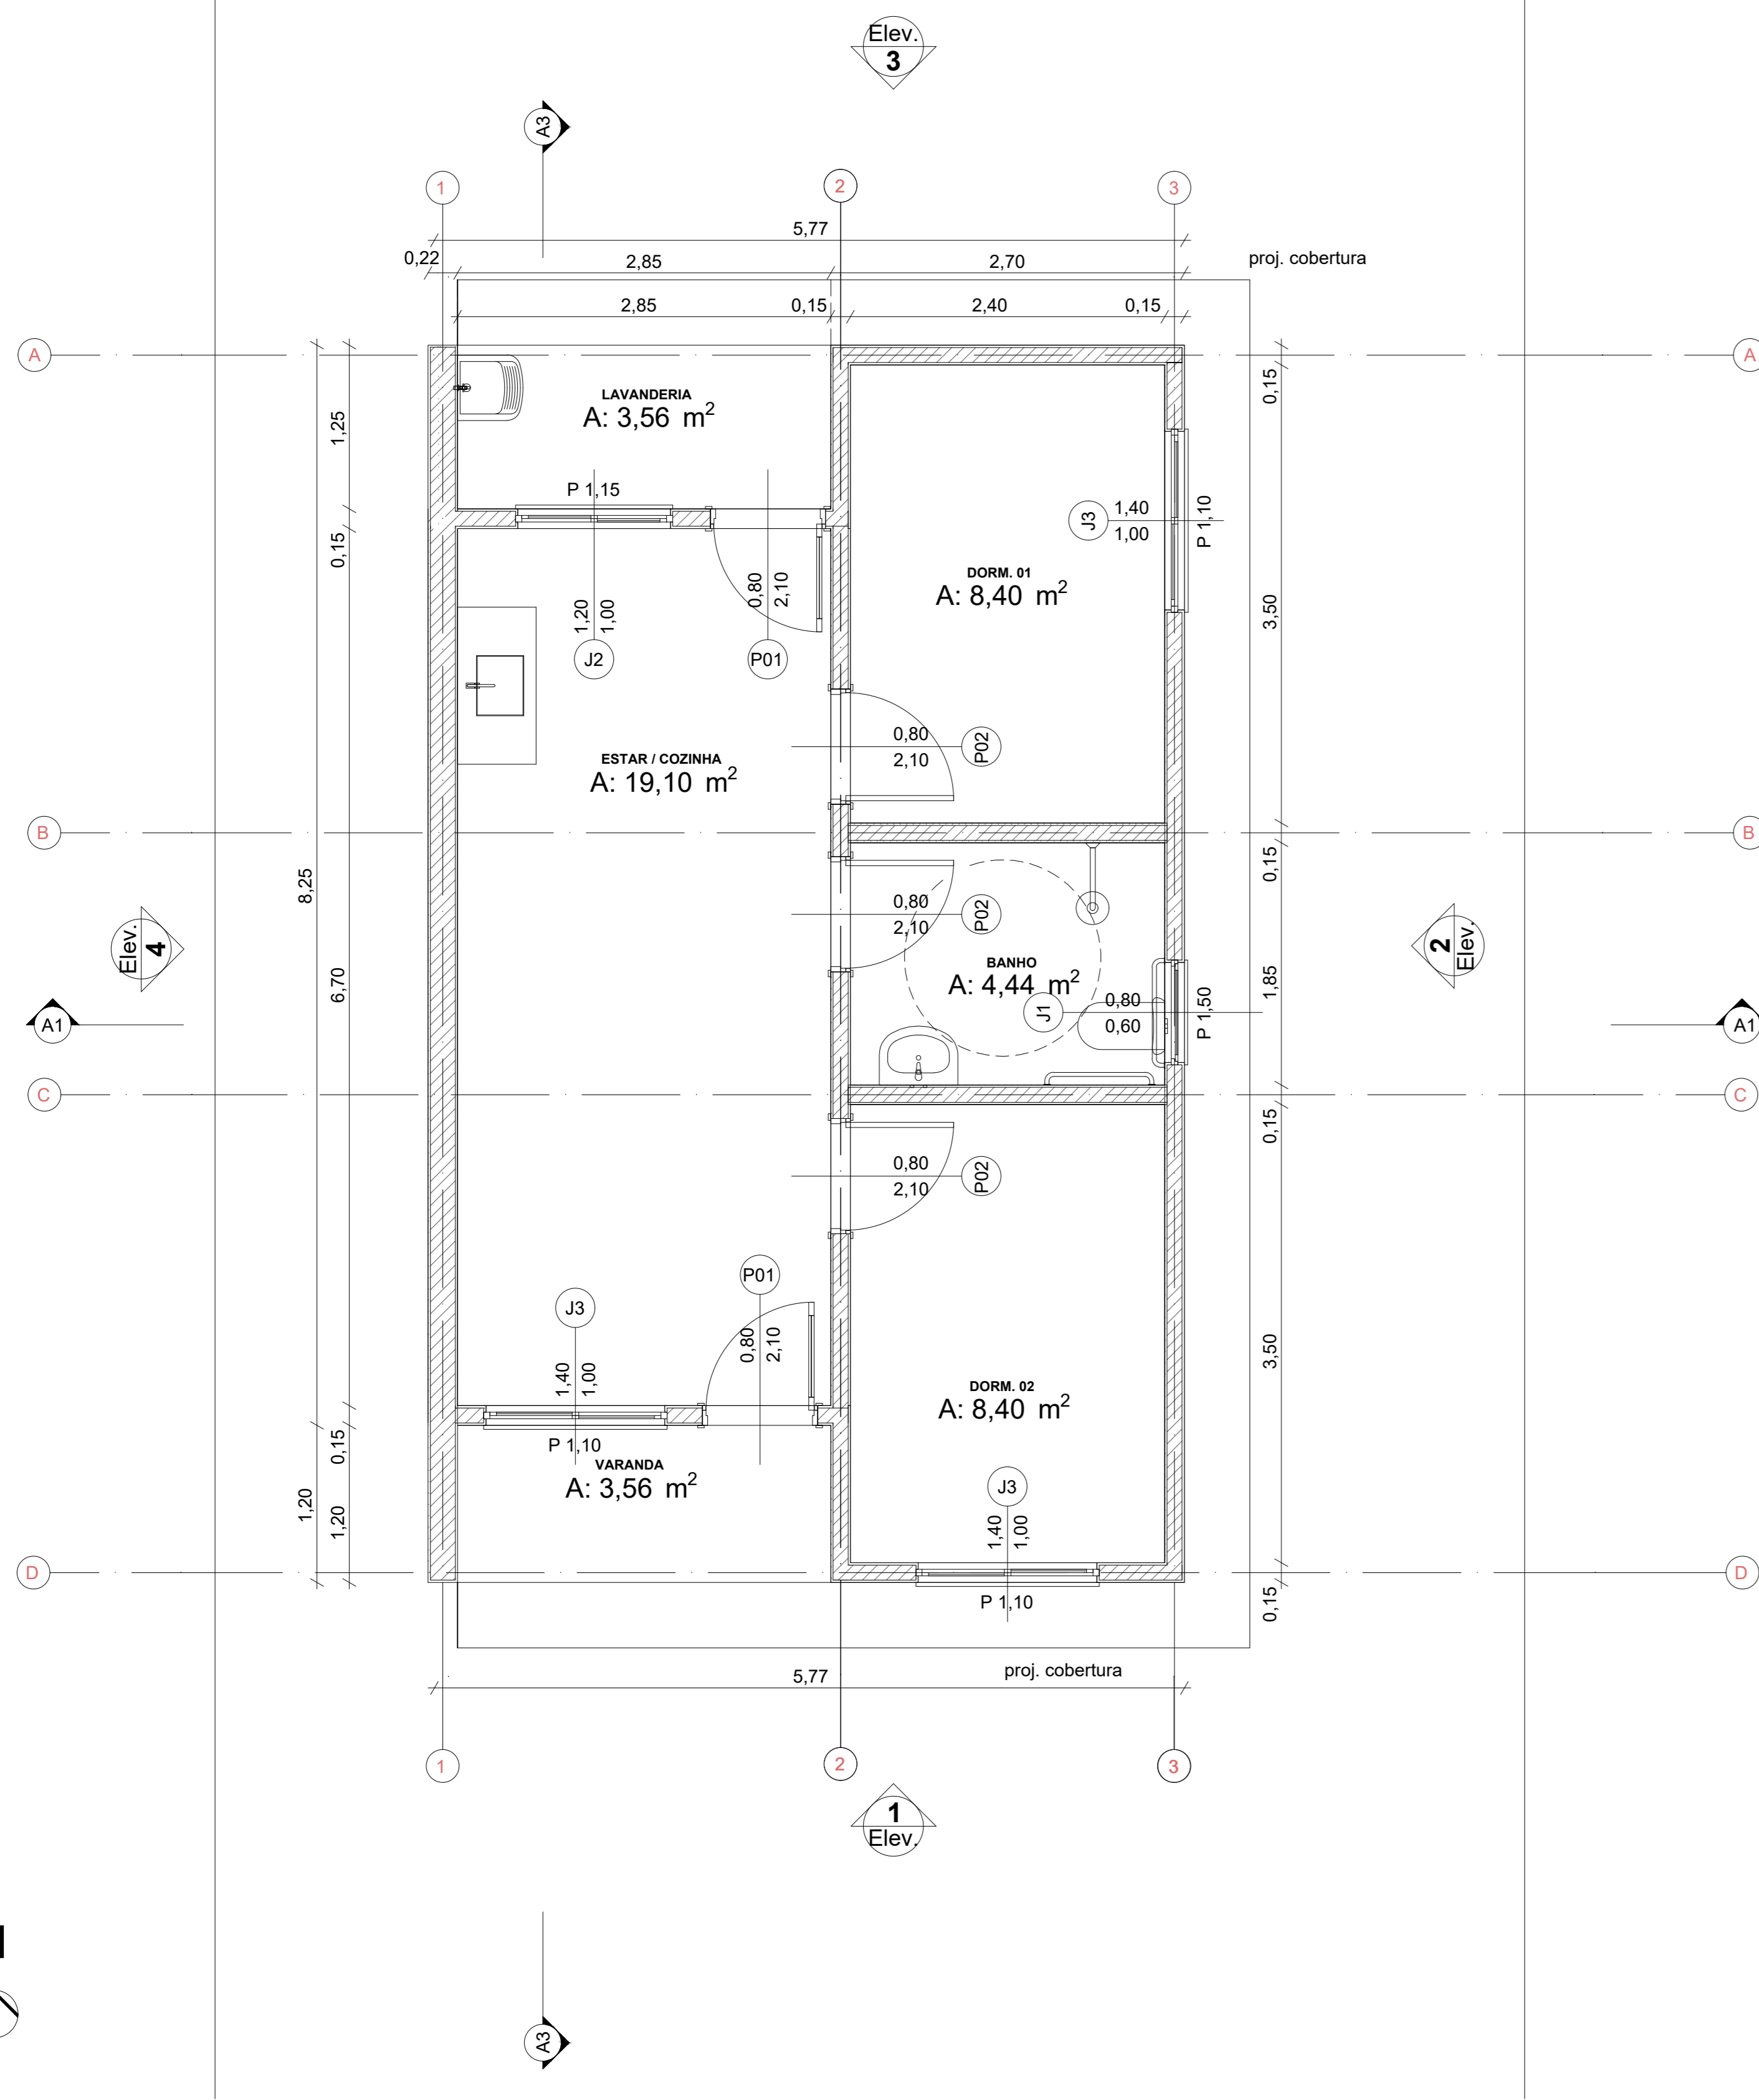 Elev.
3
A3
1
2
3
5,77
0,22
2,85
2,70
proj. cobertura
2,85
0,15
2,40
0,15
A
A
LAVANDERIA
A: 3,56 m²
0,15
1,25
P 1,15
J3
1,40
1,00
P 1,10
0,15
DORM. 01
A: 8,40 m²
0,80
2,10
1,20
1,00
3,50
J2
P01
0,80
2,10
P02
ESTAR / COZINHA
A: 19,10 m²
B
B
0,15
8,25
0,80
2,10
P02
Elev.
4
2
Elev.
BANHO
A: 4,44 m²
6,70
1,85
J1
0,80
0,60
P 1,50
A1
A1
C
C
0,15
0,80
2,10
P02
P01
J3
0,80
2,10
1,40
1,00
3,50
DORM. 02
A: 8,40 m²
0,15
P 1,10
VARANDA
A: 3,56 m²
J3
1,20
1,20
1,40
1,00
D
D
P 1,10
0,15
5,77
proj. cobertura
1
2
3
1
Elev.
A3